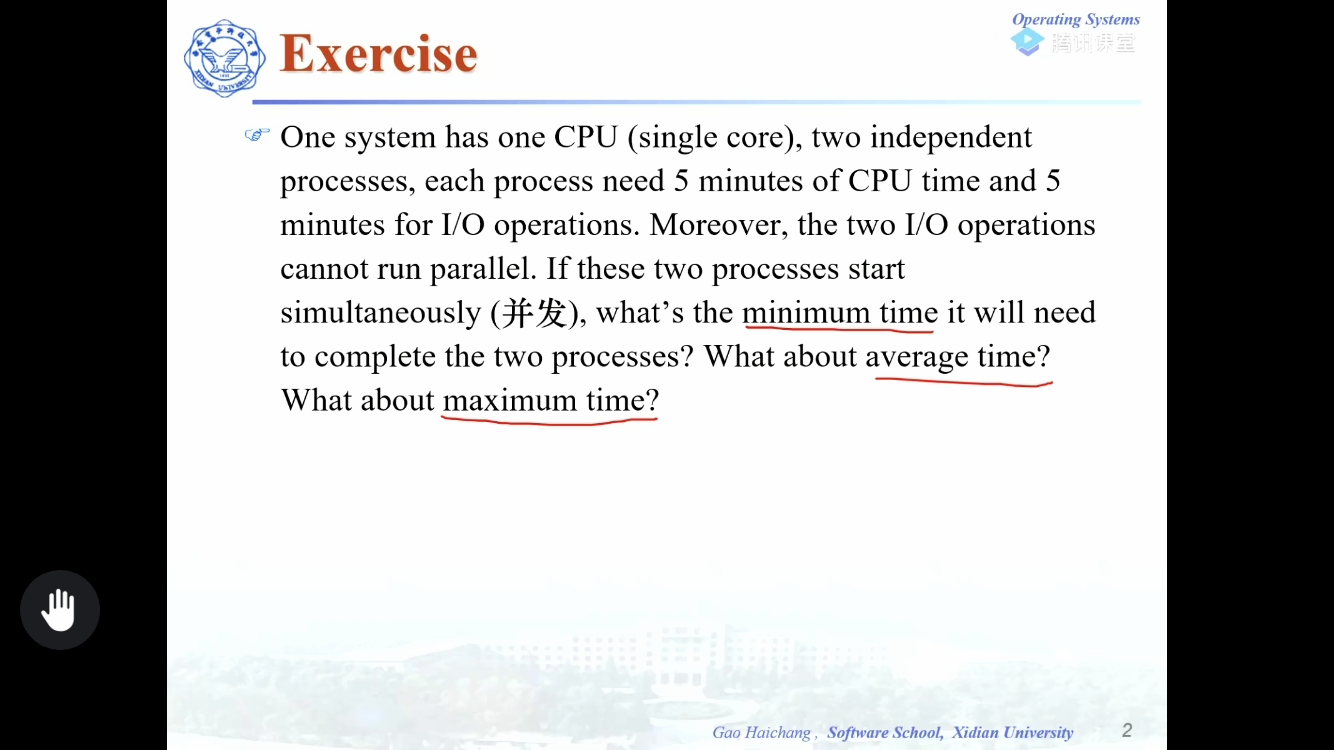 Operating Systems
腾讯课堂
Exercise
XIDIAN UNIVERSITY
One system has one CPU (single core), two independent
processes, each process need 5 minutes of CPU time and 5
minutes for I/O operations. Moreover, the two I/O operations
cannot run parallel. If these two processes start
simultaneously (并发), what's the minimum time it will need
to complete the two processes? What about average time?
What about maximum time?
Gao Haichang , Software School, Xidian University
2